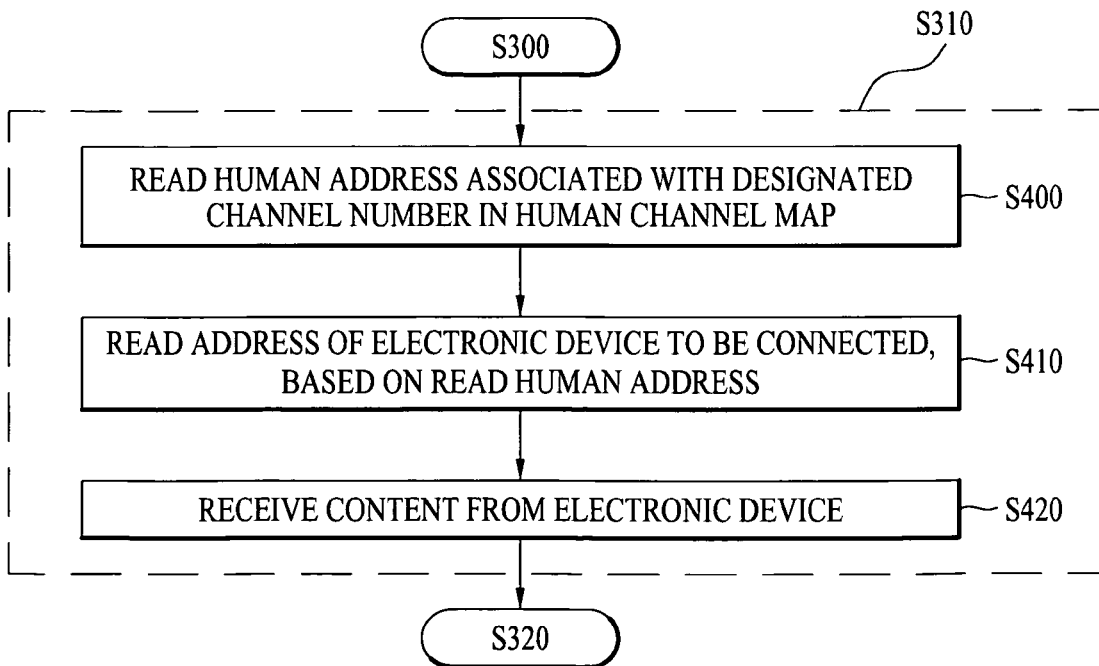 S310
S300
READ HUMAN ADDRESS ASSOCIATED WITH DESIGNATED
CHANNEL NUMBER IN HUMAN CHANNEL MAP
S400
READ ADDRESS OF ELECTRONIC DEVICE TO BE CONNECTED,
BASED ON READ HUMAN ADDRESS
S410
RECEIVE CONTENT FROM ELECTRONIC DEVICE
S420
S320